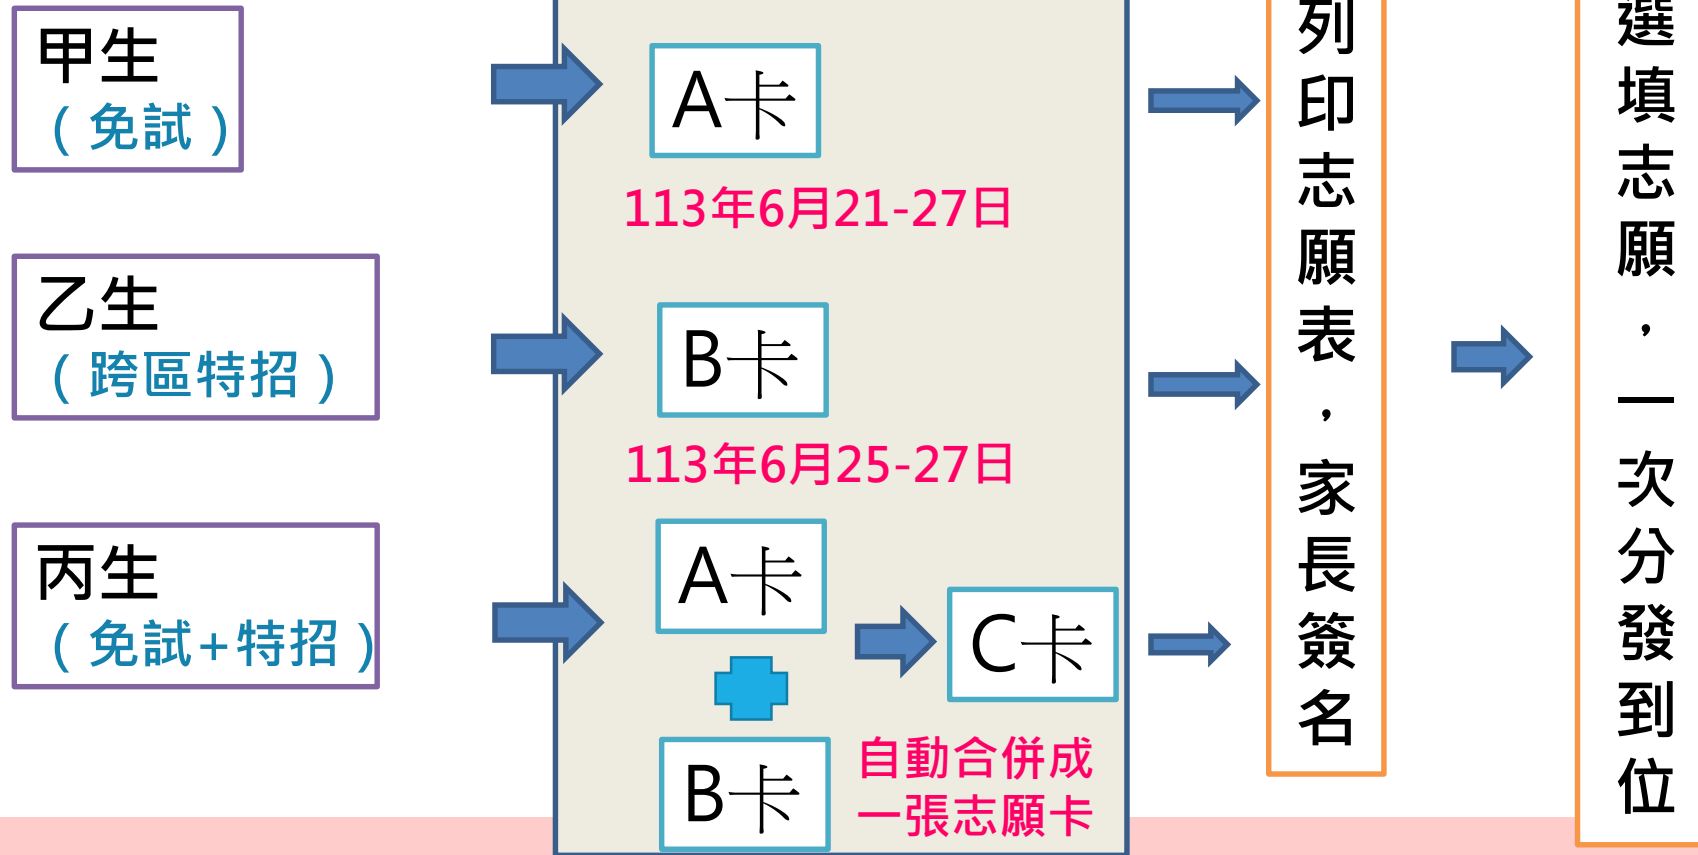 甲生
（免試）
A卡
113年6月21-27日
乙生
（跨區特招）
B卡
113年6月25-27日
丙生
（免試+特招）
A卡
B卡
C卡
自動合併成
一張志願卡
列印志願表，家長簽名
選填志願，一次分發到位